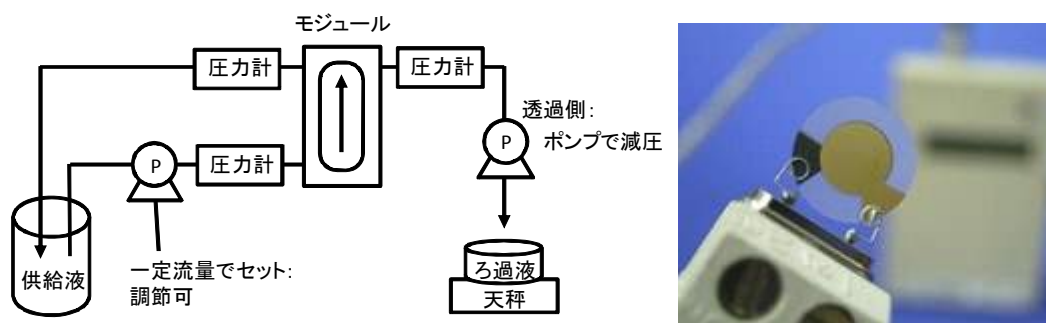 モジュール
圧力計
圧力計
透過側:
P
ポンプで減圧
P
圧力計
供給液
一定流量でセット:
調節可
ろ過液
天秤